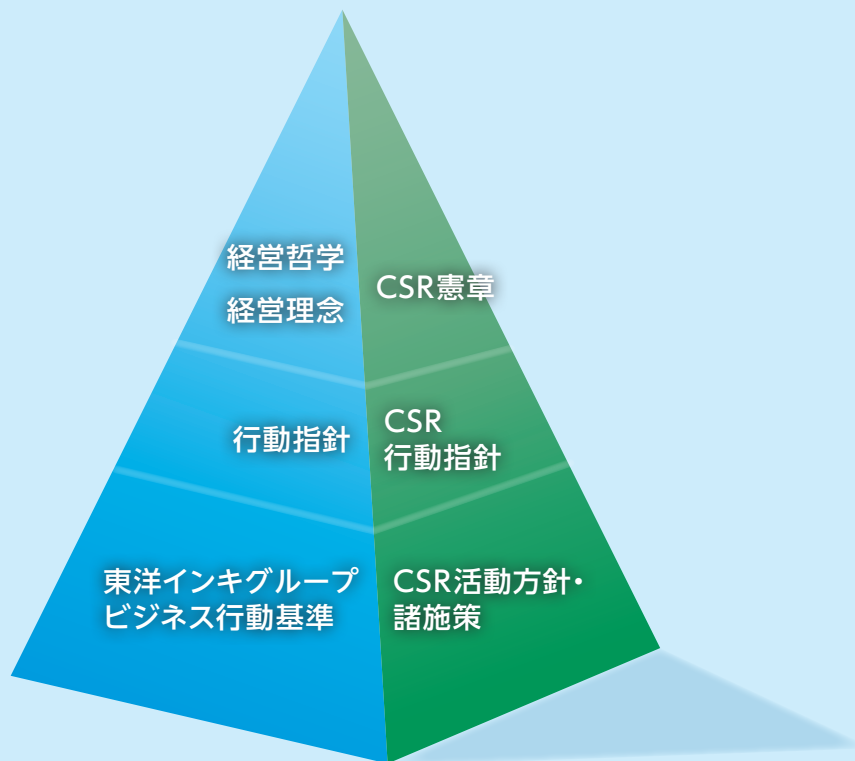 経営哲学
経営理念
CSR憲章
行動指針
CSR
行動指針
東洋インキグループ
ビジネス行動基準
CSR活動方針・
諸施策